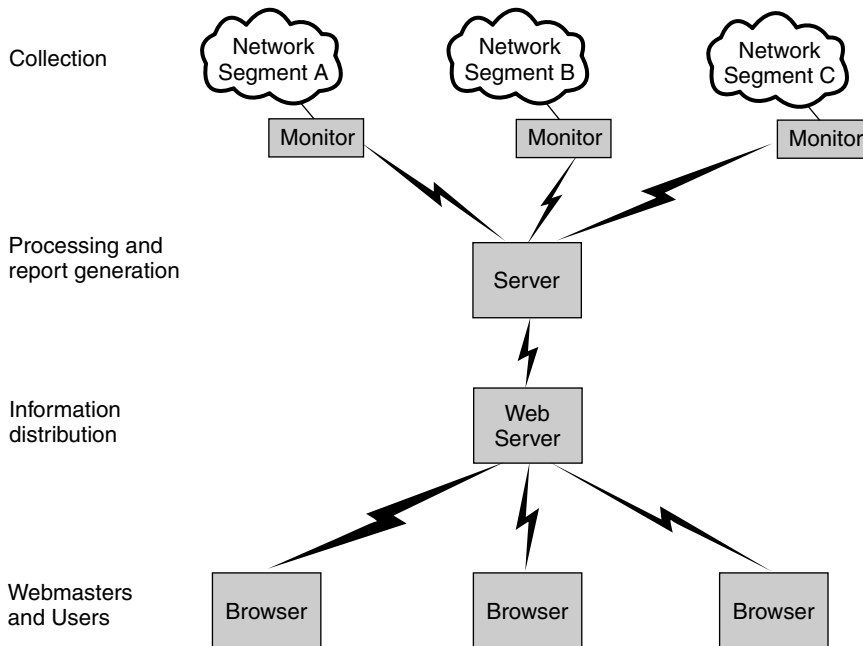 Collection
Network
Segment A
Network
Segment B
Network
Segment C
Monitor
Monitor
Monitor
Processing and
report generation
Server
Information
distribution
Web
Server
Webmasters
and Users
Browser
Browser
Browser